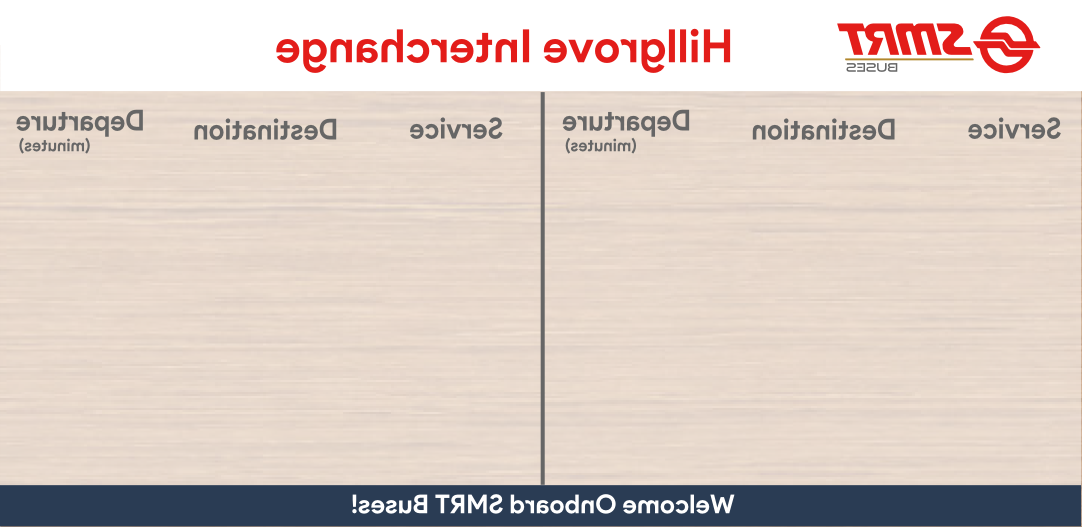 SMRT
BUSES
Hillgrove Interchange
Service Destination Departure
(minutes)
Service Destination Departure
(minutes)
Welcome Onboard SMRT Buses!